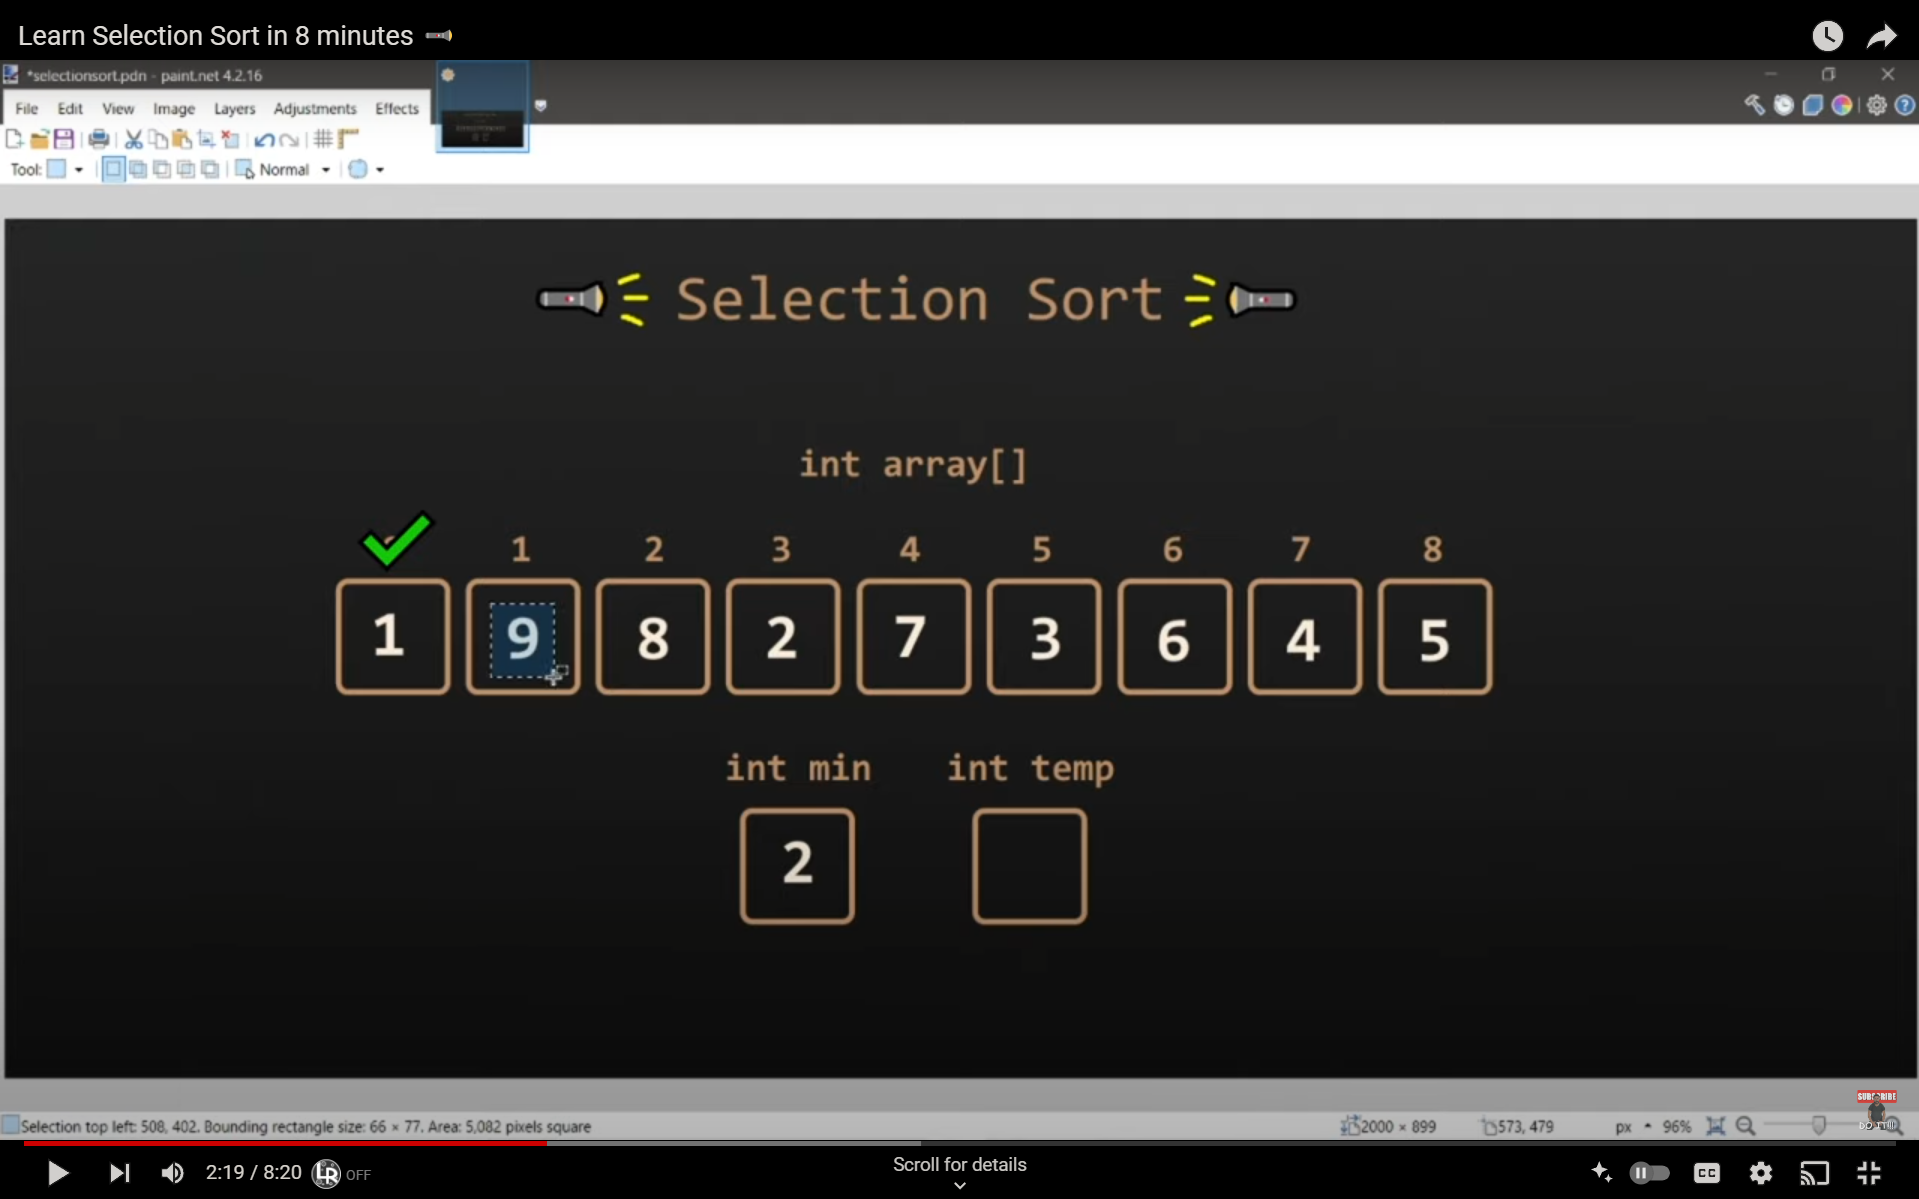 Learn Selection Sort in 8 minutes
*selectionsort.pdn - paint.net 4.2.16
File Edit View Image Layers Adjustments Effects
Tool: Normal
Selection Sort
int array[]
1 2 3 4 5 6 7 8
1 9 8 2 7 3 6 4 5
int min int temp
2
SUBSCRIBE
DO IT!!!
Selection top left: 508, 402. Bounding rectangle size: 66 × 77. Area: 5,082 pixels square 2000 × 899 573, 479 px 96%
2:19 / 8:20 LR OFF Scroll for details CC